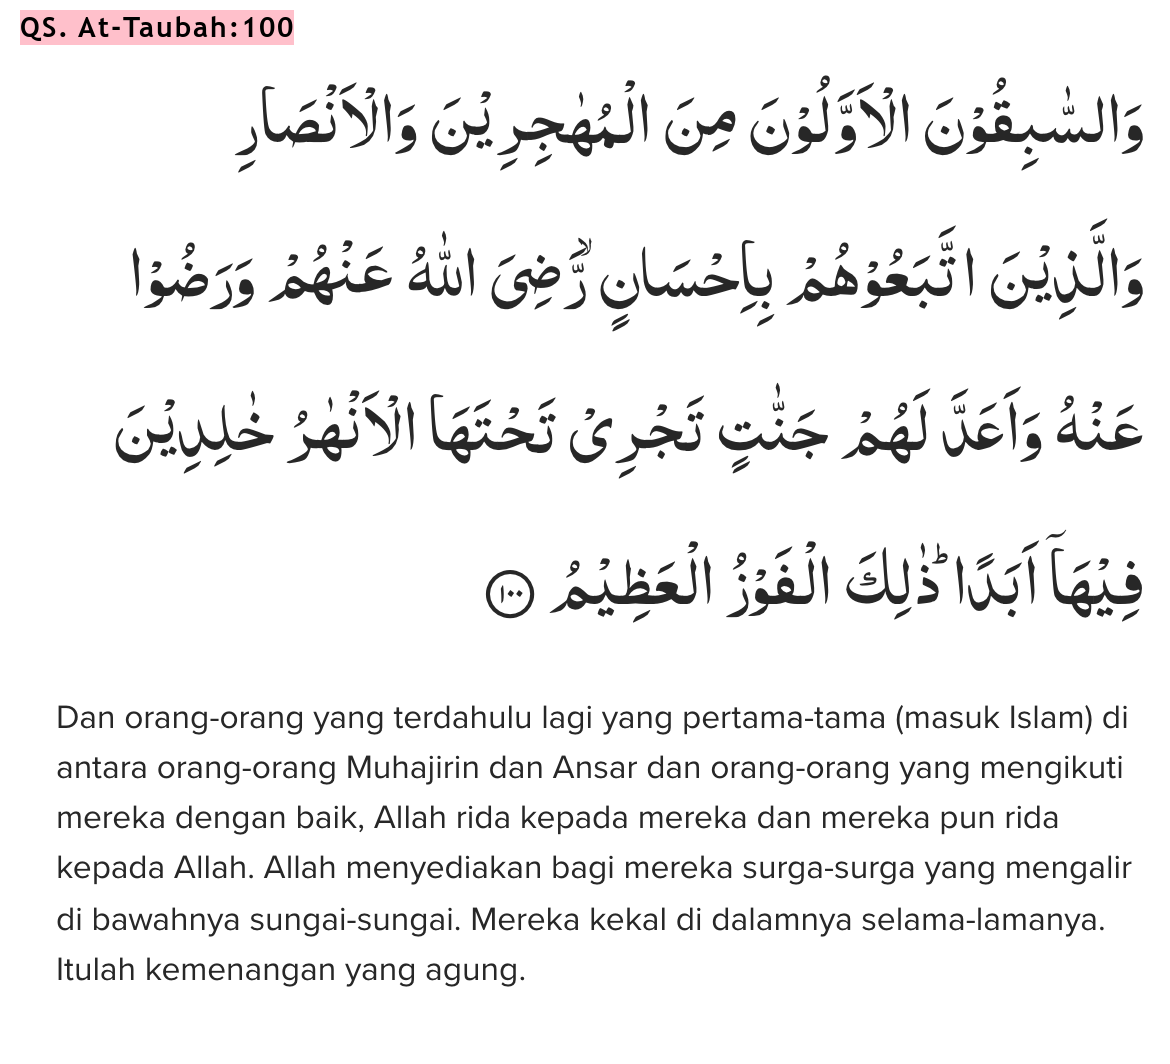 QS. At-Taubah:100
وَالسّٰبِقُوْنَ الْاَوَّلُوْنَ مِنَ الْمُهٰجِرِيْنَ وَالْاَنْصَارِ
وَالَّذِيْنَ اتَّبَعُوْهُمْ بِاِحْسَانٍۙ رَّضِيَ اللّٰهُ عَنْهُمْ وَرَضُوْا
عَنْهُ وَاَعَدَّ لَهُمْ جَنّٰتٍ تَجْرِيْ تَحْتَهَا الْاَنْهٰرُ خٰلِدِيْنَ
فِيْهَآ اَبَدًاۗ ذٰلِكَ الْفَوْزُ الْعَظِيْمُ ١٠٠
Dan orang-orang yang terdahulu lagi yang pertama-tama (masuk Islam) di
antara orang-orang Muhajirin dan Ansar dan orang-orang yang mengikuti
mereka dengan baik, Allah rida kepada mereka dan mereka pun rida
kepada Allah. Allah menyediakan bagi mereka surga-surga yang mengalir
di bawahnya sungai-sungai. Mereka kekal di dalamnya selama-lamanya.
Itulah kemenangan yang agung.